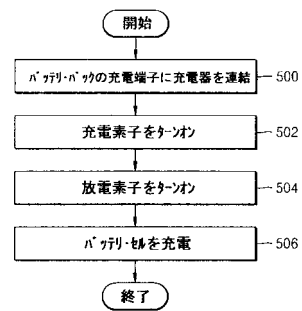 開始
バッテリ・パックの充電端子に充電器を連結
500
充電素子をターンオン
502
放電素子をターンオン
504
バッテリ・セルを充電
506
終了